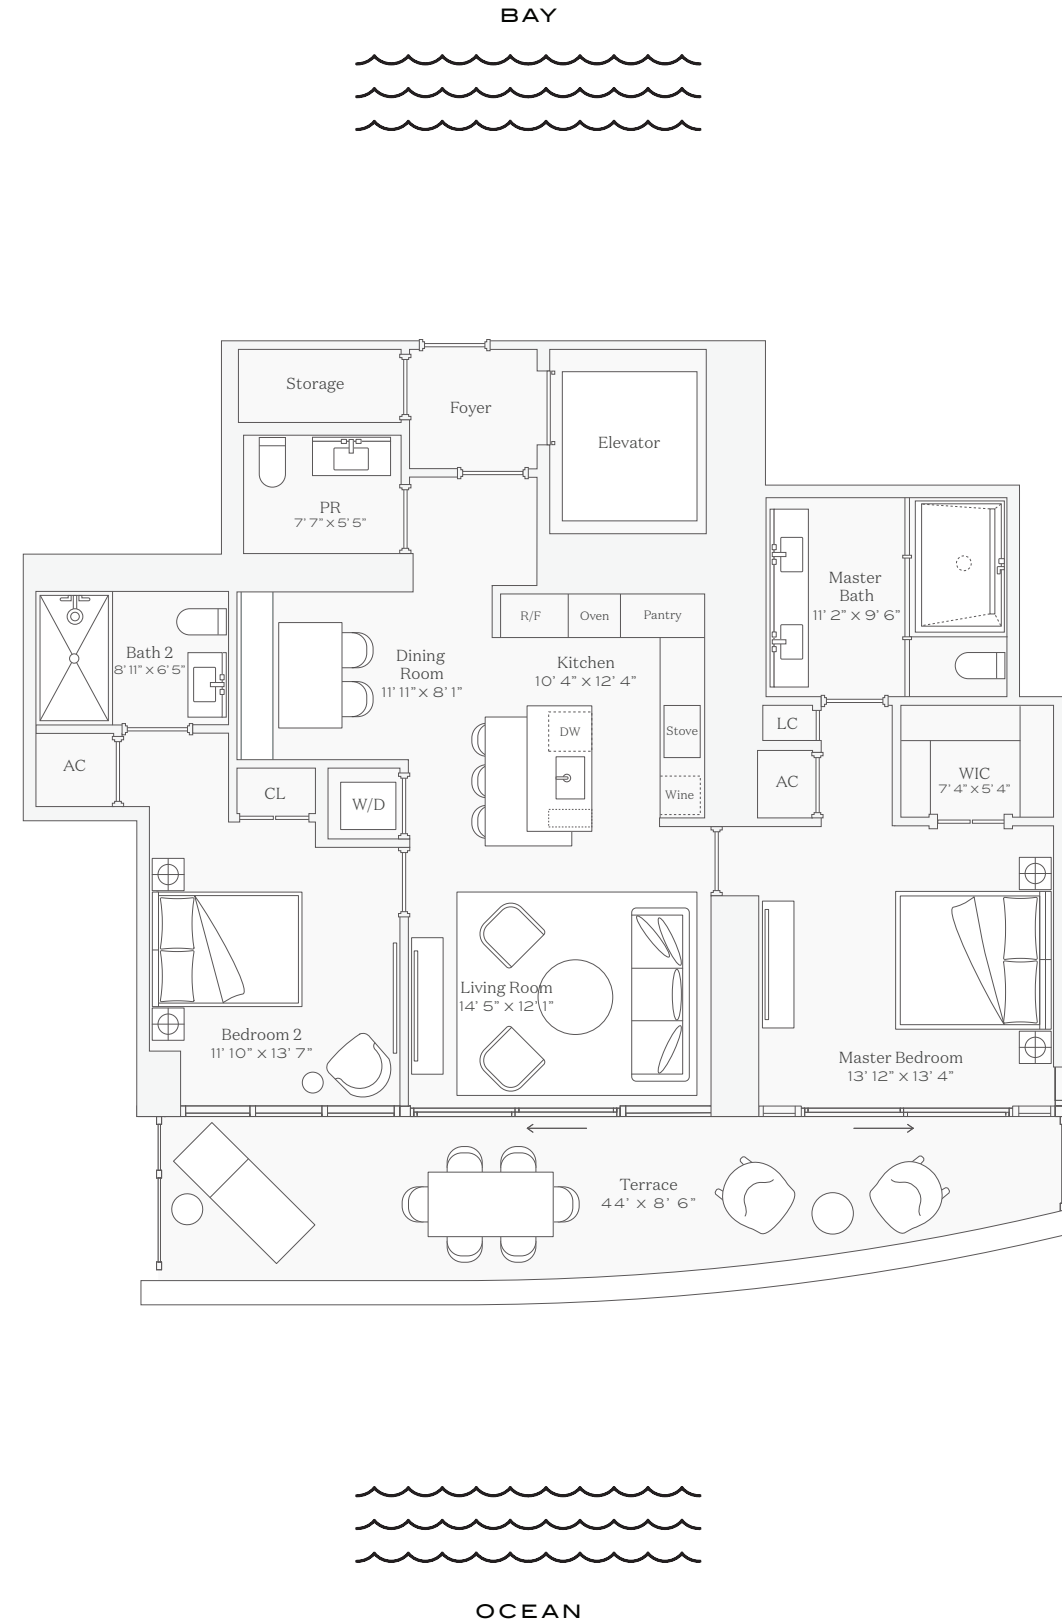 BAY
Storage
Foyer
Elevator
PR
7’ 7” x 5’ 5”
Master
Bath
11’ 2” x 9’ 6”
R/F
Oven
Pantry
Bath 2
8’ 11” x 6’ 5”
Dining
Room
11’ 11” x 8’ 1”
Kitchen
10’ 4” x 12’ 4”
DW
Stove
LC
AC
CL
W/D
Wine
AC
WIC
7’ 4” x 5’ 4”
Living Room
14’ 5” x 12’ 1”
Bedroom 2
11’ 10” x 13’ 7”
Master Bedroom
13’ 12” x 13’ 4”
Terrace
44’ x 8’ 6”
OCEAN